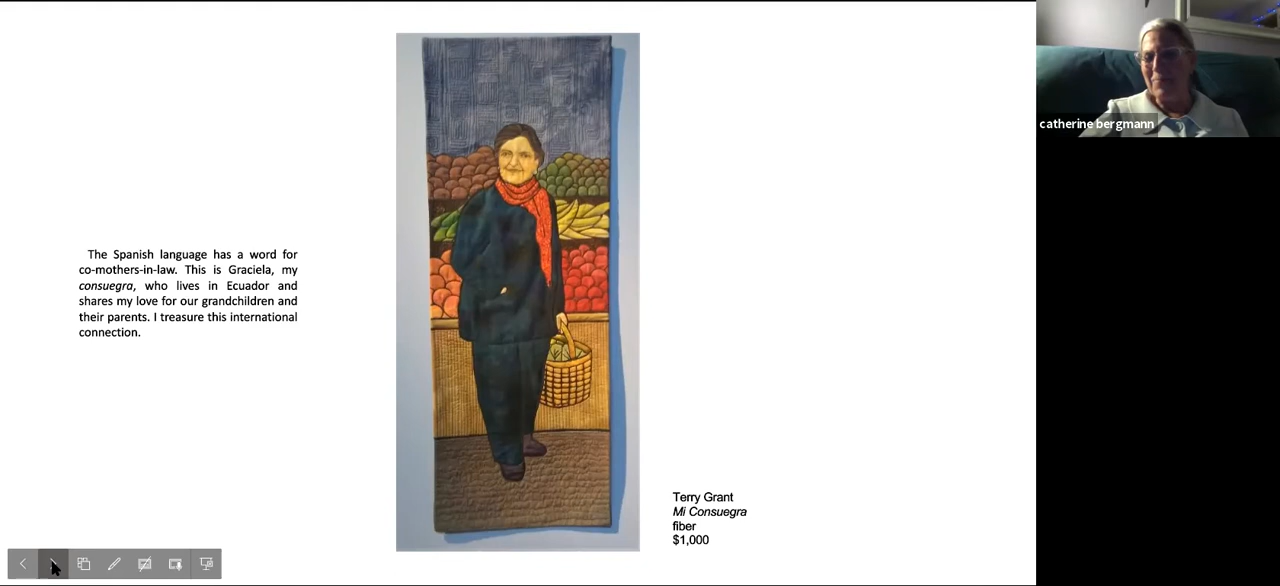 The Spanish language has a word for
co-mothers-in-law. This is Graciela, my
consuegra, who lives in Ecuador and
shares my love for our grandchildren and
their parents. I treasure this international
connection.
Terry Grant
Mi Consuegra
fiber
$1,000
catherine bergmann